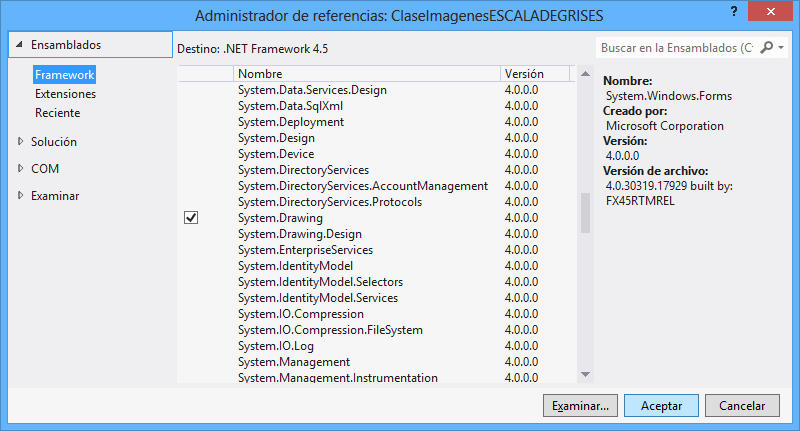 Administrador de referencias: ClaseImagenesESCALADEGRISES
?
Ensamblados
Framework
Extensiones
Reciente
Solución
COM
Examinar
Destino: .NET Framework 4.5
Buscar en la Ensamblados (C
Nombre Versión
System.Data.Services.Design 4.0.0.0
System.Data.SqlXml 4.0.0.0
System.Deployment 4.0.0.0
System.Design 4.0.0.0
System.Device 4.0.0.0
System.DirectoryServices 4.0.0.0
System.DirectoryServices.AccountManagement 4.0.0.0
System.DirectoryServices.Protocols 4.0.0.0
System.Drawing 4.0.0.0
System.Drawing.Design 4.0.0.0
System.EnterpriseServices 4.0.0.0
System.IdentityModel 4.0.0.0
System.IdentityModel.Selectors 4.0.0.0
System.IdentityModel.Services 4.0.0.0
System.IO.Compression 4.0.0.0
System.IO.Compression.FileSystem 4.0.0.0
System.IO.Log 4.0.0.0
System.Management 4.0.0.0
System.Management.Instrumentation 4.0.0.0
Nombre:
System.Windows.Forms
Creado por:
Microsoft Corporation
Versión:
4.0.0.0
Versión de archivo:
4.0.30319.17929 built by:
FX45RTMREL
Examinar...
Aceptar
Cancelar